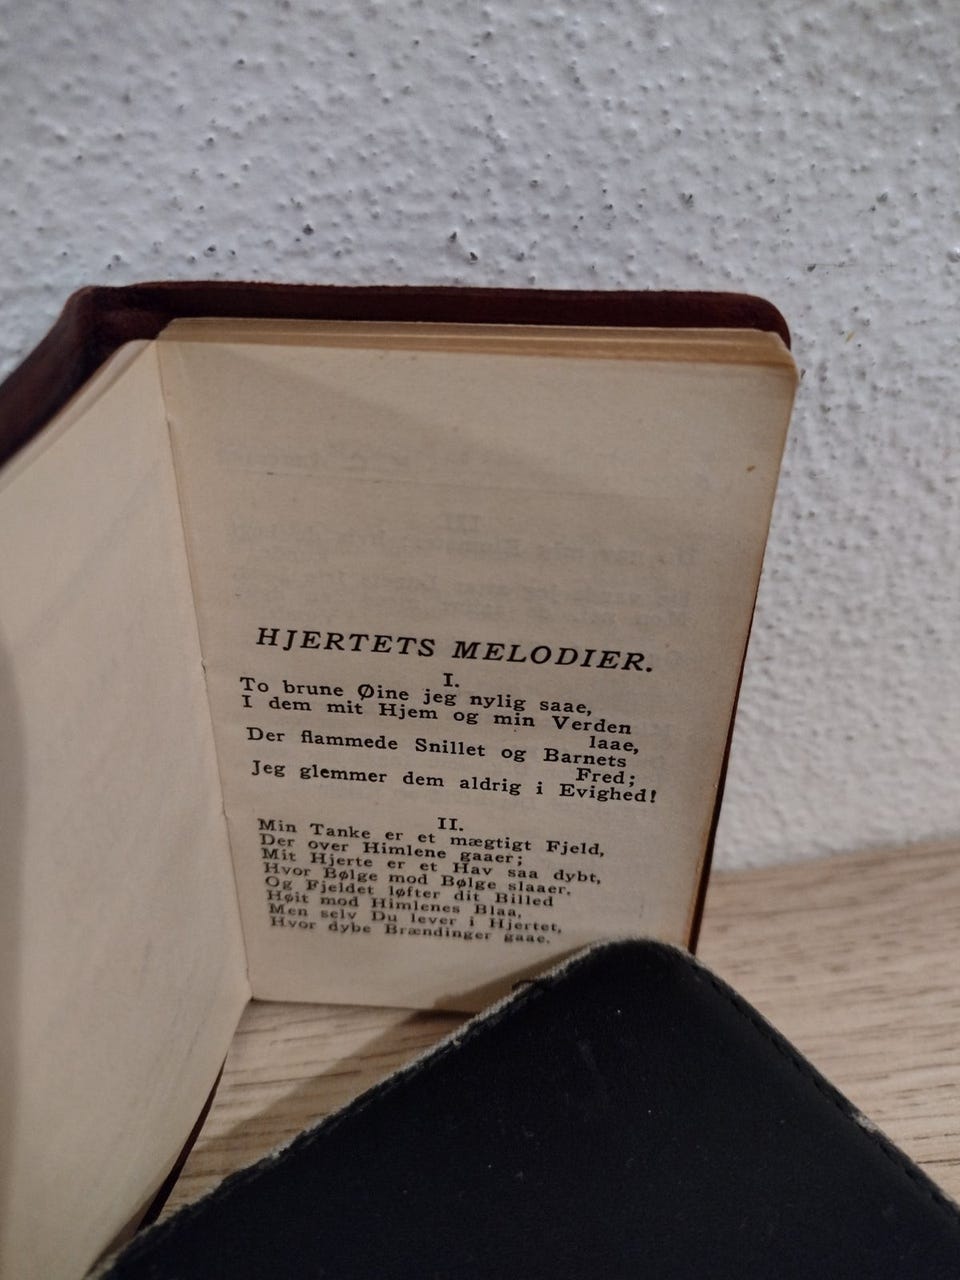 HJERTETS MELODIER.
I.
To brune Øine jeg nylig saae,
I dem mit Hjem og min Verden
laae,
Der flammede Snillet og Barnets
Fred;
Jeg glemmer dem aldrig i Evighed!
II.
Min Tanke er et mægtigt Fjeld,
Der over Himlene gaaer;
Mit Hjerte er et Hav saa dybt,
Hvor Bølge mod Bølge slaaer.
Og Fjeldet løfter dit Billed
Høit mod Himlenes Blaa,
Men selv Du lever i Hjertet,
Hvor dybe Brændinger gaae.